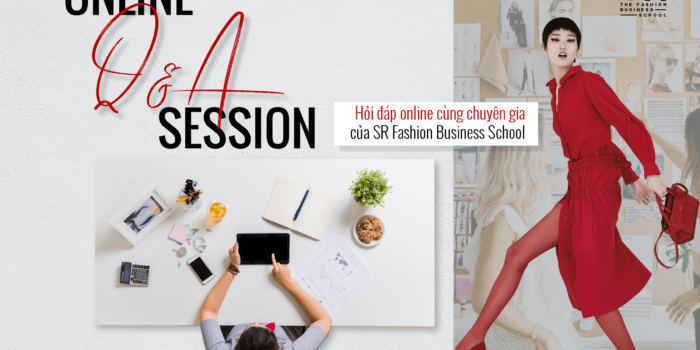 ONLINE
Q & A
SESSION
Hỏi đáp online cùng chuyên gia
của SR Fashion Business School
THE FASHION
BUSINESS
SCHOOL